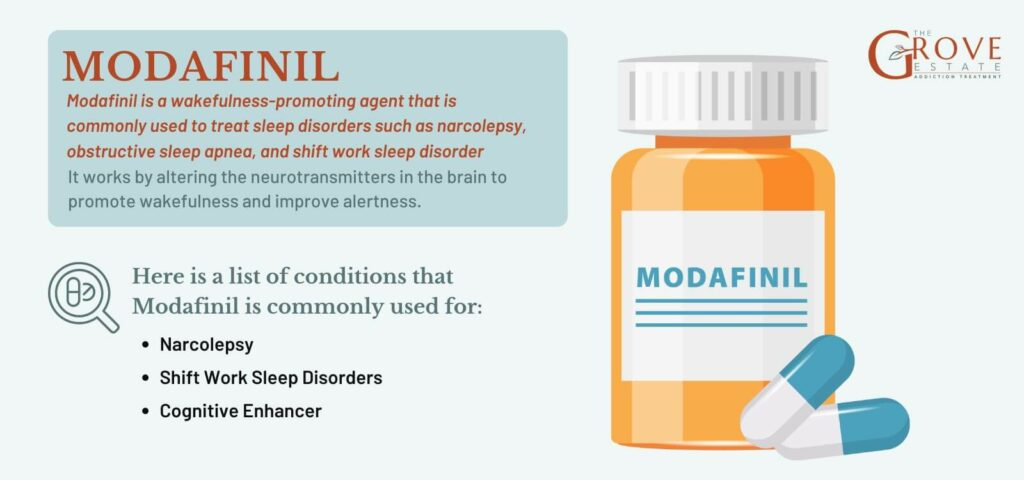 MODAFINIL
Modafinil is a wakefulness-promoting agent that is
commonly used to treat sleep disorders such as narcolepsy,
obstructive sleep apnea, and shift work sleep disorder
It works by altering the neurotransmitters in the brain to
promote wakefulness and improve alertness.
Here is a list of conditions that
Modafinil is commonly used for:
• Narcolepsy
• Shift Work Sleep Disorders
• Cognitive Enhancer
THE
GROVE
ESTATE
ADDICTION TREATMENT
MODAFINIL